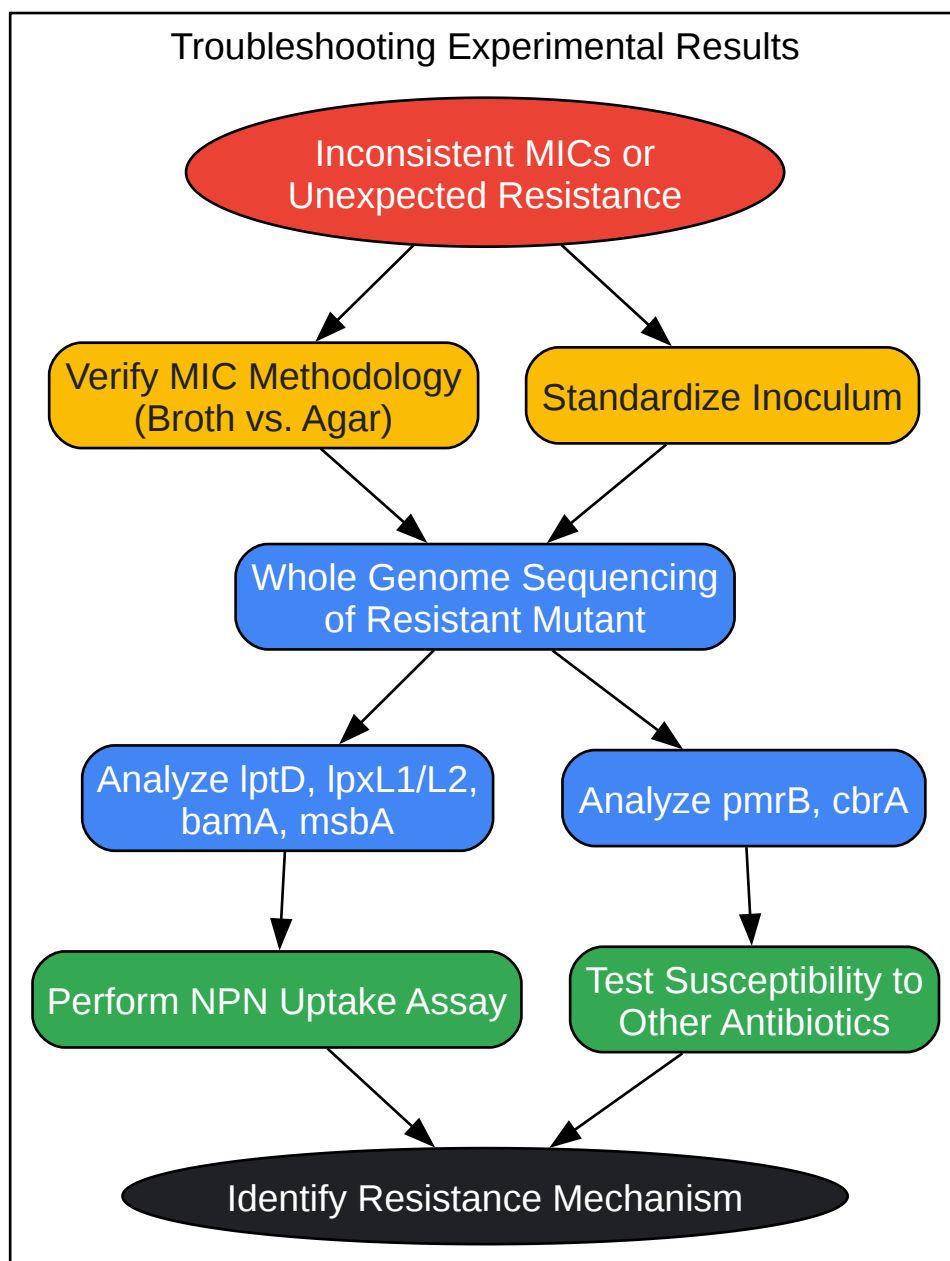 Troubleshooting Experimental Results
Inconsistent MICs or
Unexpected Resistance
Verify MIC Methodology
(Broth vs. Agar)
Standardize Inoculum
Whole Genome Sequencing
of Resistant Mutant
Analyze lptD, lpxL1/L2,
bamA, msbA
Analyze pmrB, cbrA
Perform NPN Uptake Assay
Test Susceptibility to
Other Antibiotics
Identify Resistance Mechanism